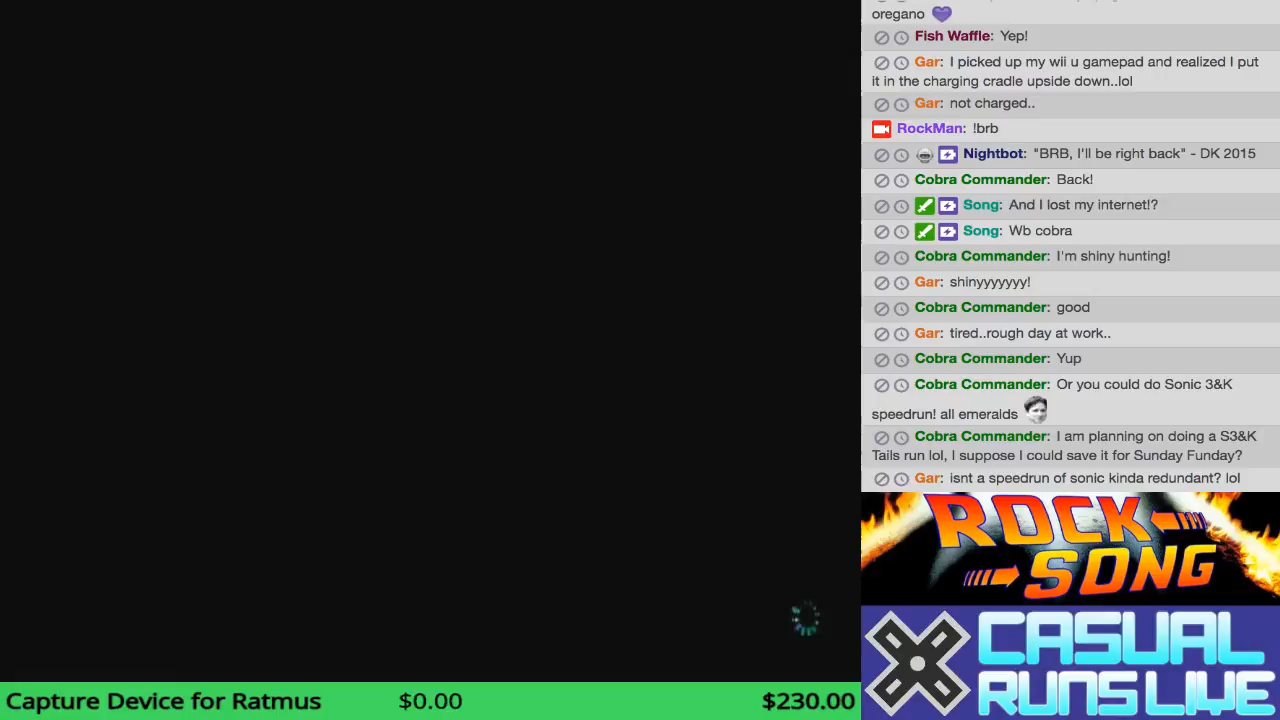 oregano
Fish Waffle: Yep!
Gar: I picked up my wii u gamepad and realized I put
it in the charging cradle upside down..lol
Gar: not charged..
RockMan: !brb
Nightbot: "BRB, I'll be right back" - DK 2015
Cobra Commander: Back!
Song: And I lost my internet!?
Song: Wb cobra
Cobra Commander: I'm shiny hunting!
Gar: shinyyyyyyy!
Cobra Commander: good
Gar: tired..rough day at work..
Cobra Commander: Yup
Cobra Commander: Or you could do Sonic 3&K
speedrun! all emeralds
Cobra Commander: I am planning on doing a S3&K
Tails run lol, I suppose I could save it for Sunday Funday?
Gar: isnt a speedrun of sonic kinda redundant? lol
ROCK
SONG
CASUAL
RUNS LIVE
Capture Device for Ratmus $0.00 $230.00